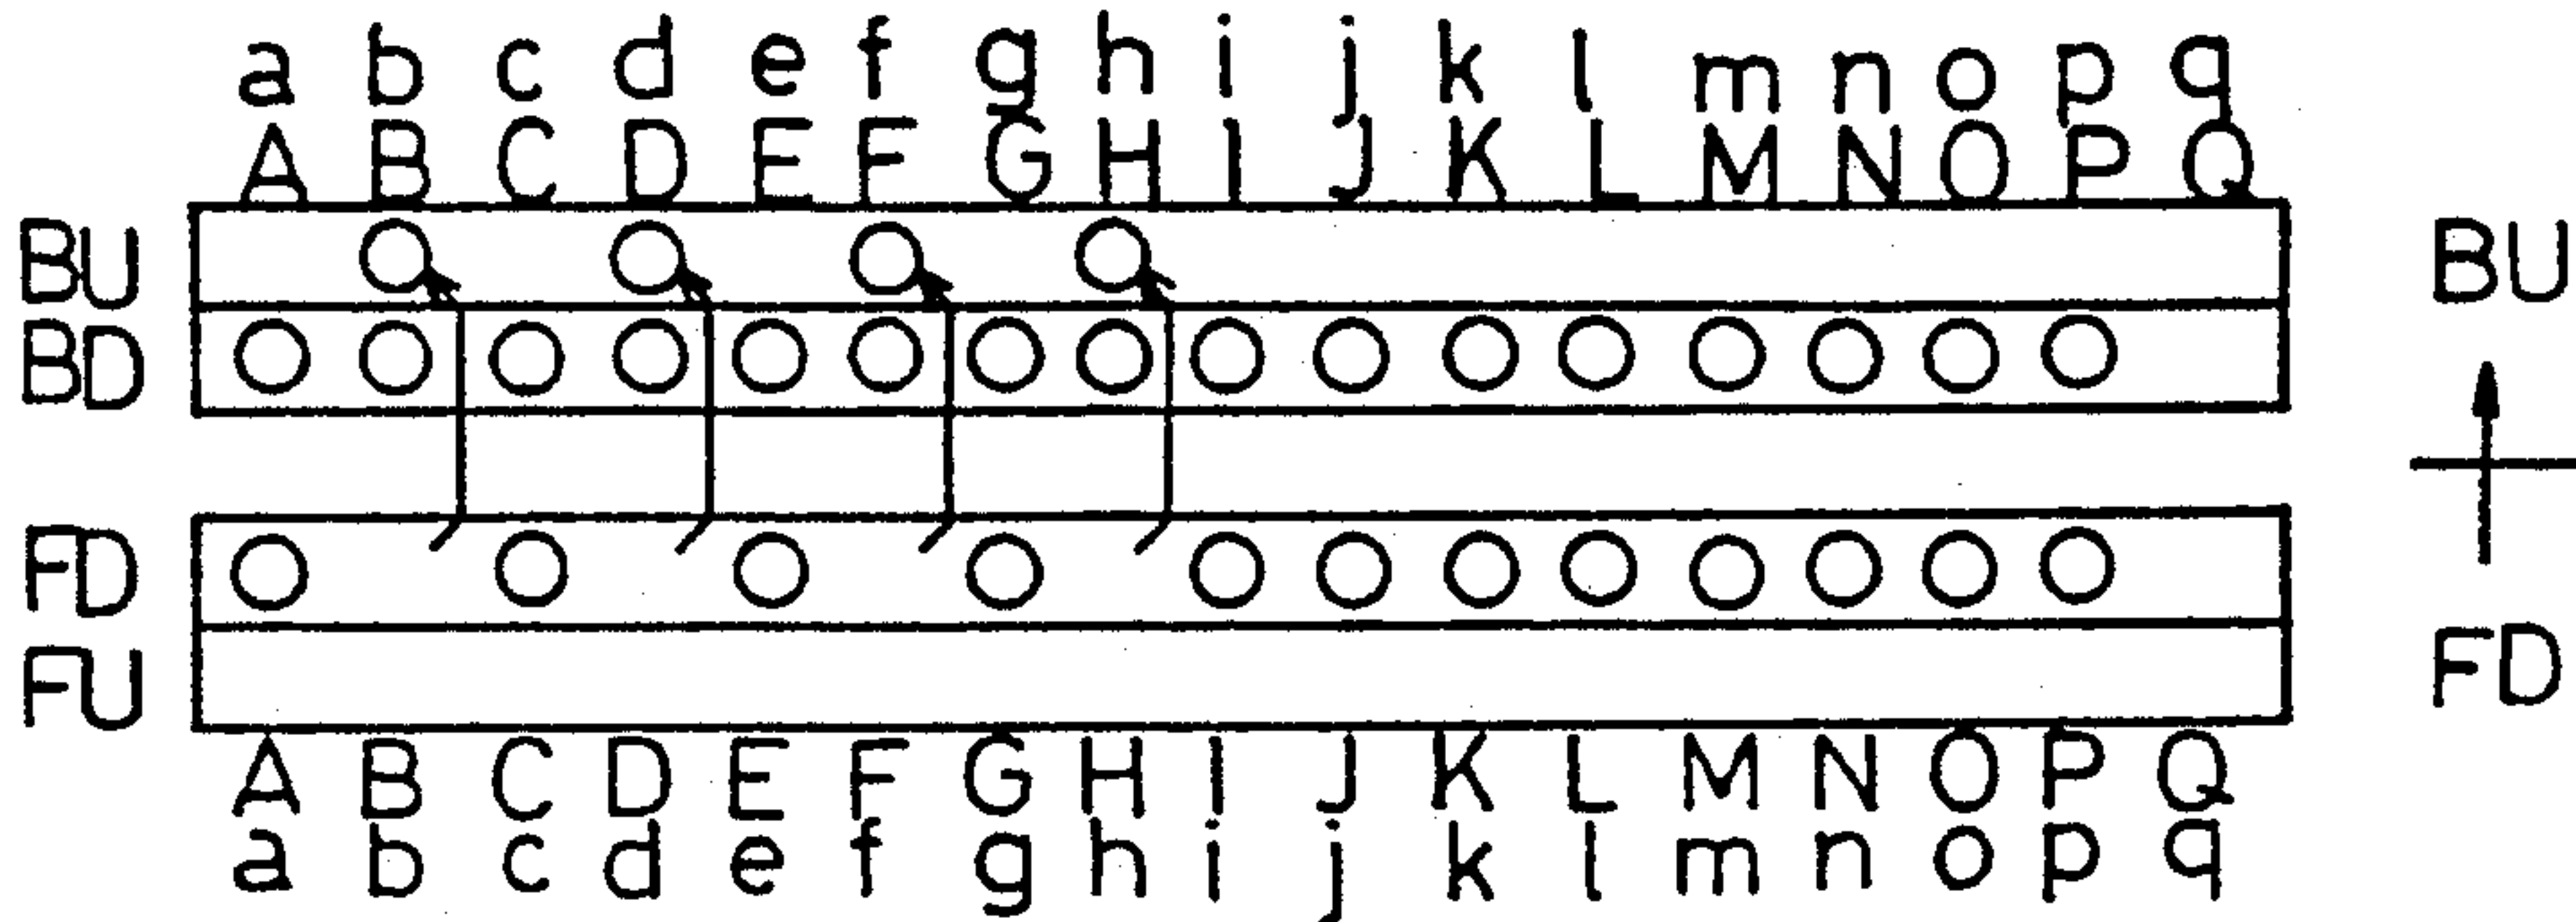 a b c d e f g h i j k l m n o p q
A B C D E F G H I J K L M N O P Q
BU BU
BD
FD
FU FD
A B C D E F G H I J K L M N O P Q
a b c d e f g h i j k l m n o p q